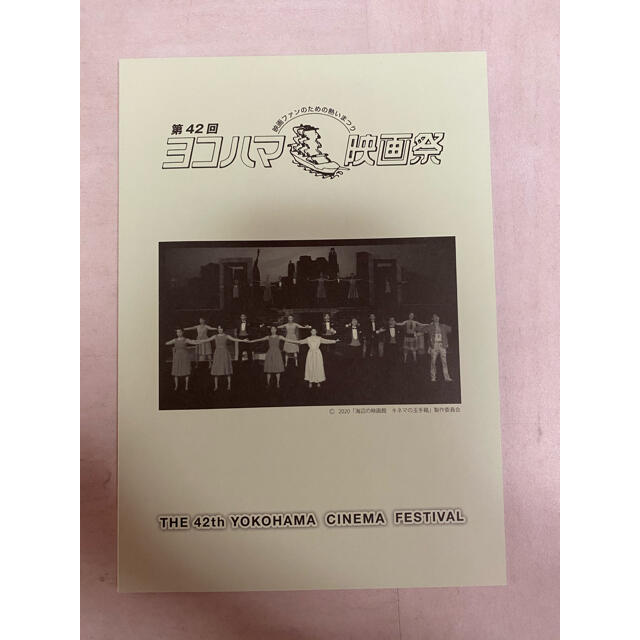 映画ファンのための熱いまつり
第42回
ヨコハマ 映画祭
© 2020「海辺の映画館 キネマの玉手箱」製作委員会
THE 42th YOKOHAMA CINEMA FESTIVAL